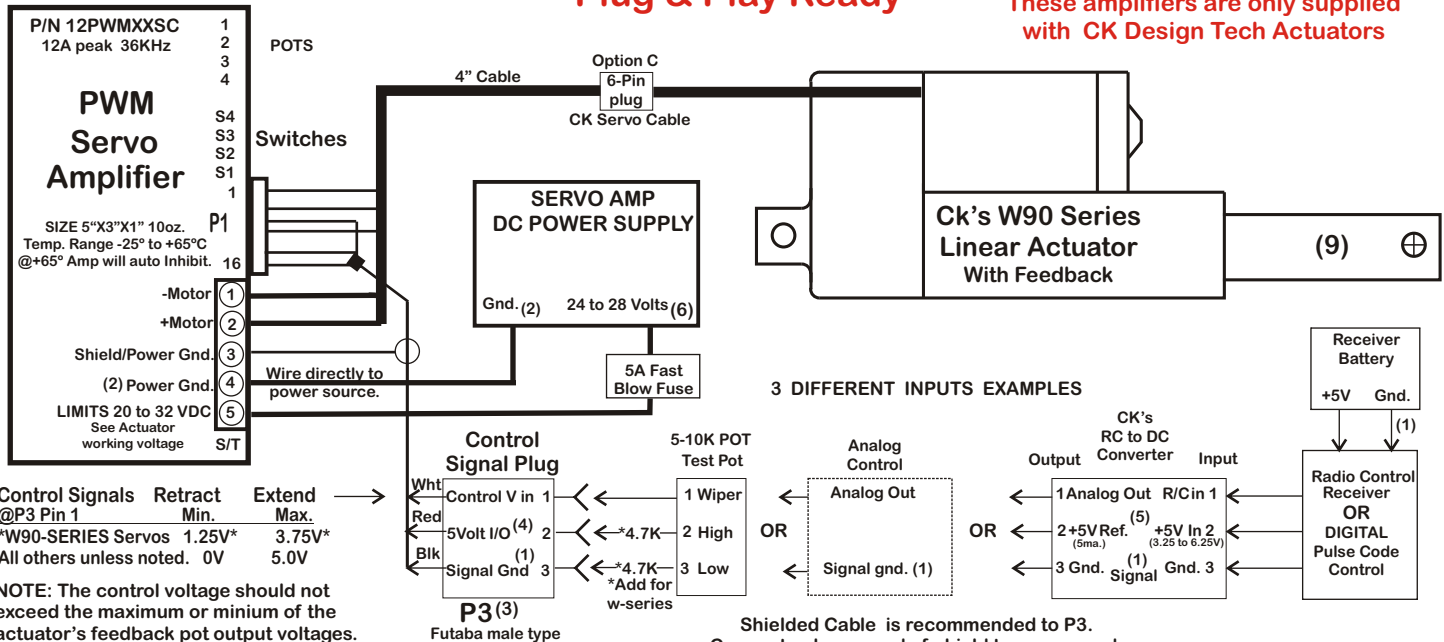 Plug & Play Ready
These amplifiers are only supplied
with CK Design Tech Actuators
P/N 12PWMXXSC
12A peak 36KHz
1
2
3
4
POTS
PWM
Servo
Amplifier
S4
S3
S2
S1
Switches
1
P1
16
SIZE 5"X3"X1" 10oz.
Temp. Range -25º to +65ºC
@+65º Amp will auto Inhibit.
-Motor 1
+Motor 2
Shield/Power Gnd. 3
(2) Power Gnd. 4
LIMITS 20 to 32 VDC 5
See Actuator
working voltage
S/T
4" Cable
Option C
6-Pin
plug
CK Servo Cable
SERVO AMP
DC POWER SUPPLY
Gnd. (2) 24 to 28 Volts (6)
Wire directly to
power source.
5A Fast
Blow Fuse
Ck's W90 Series
Linear Actuator
With Feedback
(9)
3 DIFFERENT INPUTS EXAMPLES
Control Signals Retract Extend
@P3 Pin 1 Min. Max.
*W90-SERIES Servos 1.25V* 3.75V*
All others unless noted. 0V 5.0V
NOTE: The control voltage should not
exceed the maximum or minium of the
actuator's feedback pot output voltages.
Control
Signal Plug
Wht
Control V in 1
Red
5Volt I/O (4) 2
Blk
(1)
Signal Gnd 3
P3 (3)
Futaba male type
5-10K POT
Test Pot
1 Wiper
*4.7K 2 High
*4.7K 3 Low
*Add for
w-series
OR
Analog
Control
Analog Out
Signal gnd. (1)
OR
CK's
RC to DC
Converter
Output Input
1 Analog Out R/C in 1
2 +5V Ref. (5) +5V In 2
(5ma.) (3.25 to 6.25V)
3 Gnd. (1) Signal Gnd. 3
Receiver
Battery
+5V Gnd.
(1)
Radio Control
Receiver
OR
DIGITAL
Pulse Code
Control
Shielded Cable is recommended to P3.